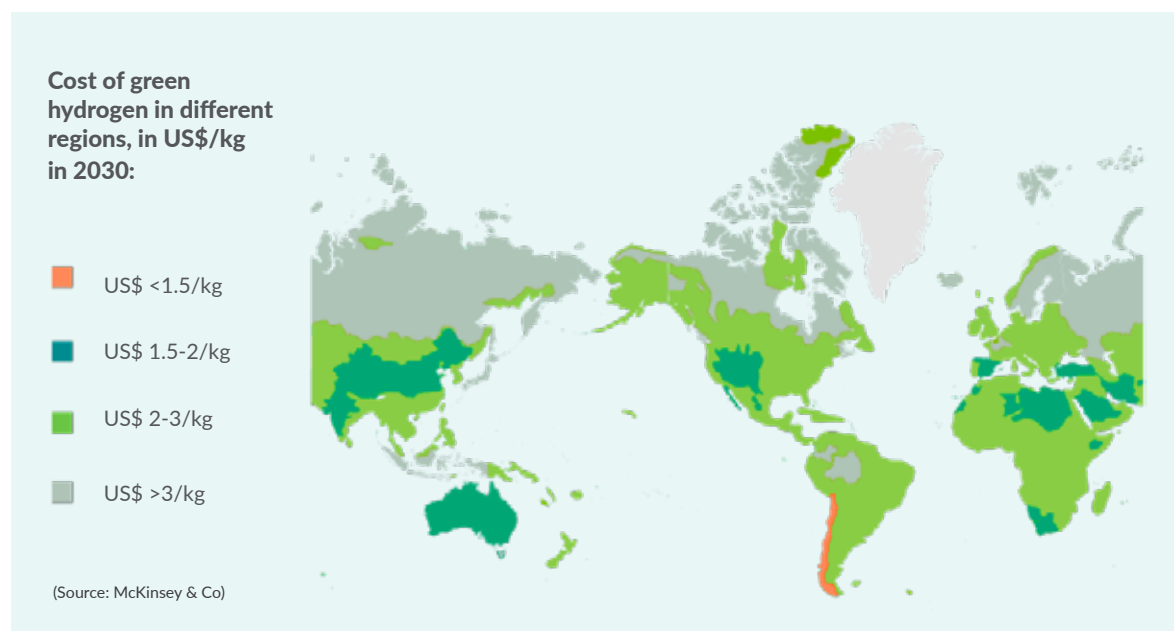 Cost of green
hydrogen in different
regions, in US$/kg
in 2030:
US$ <1.5/kg
US$ 1.5-2/kg
US$ 2-3/kg
US$ >3/kg
(Source: McKinsey & Co)